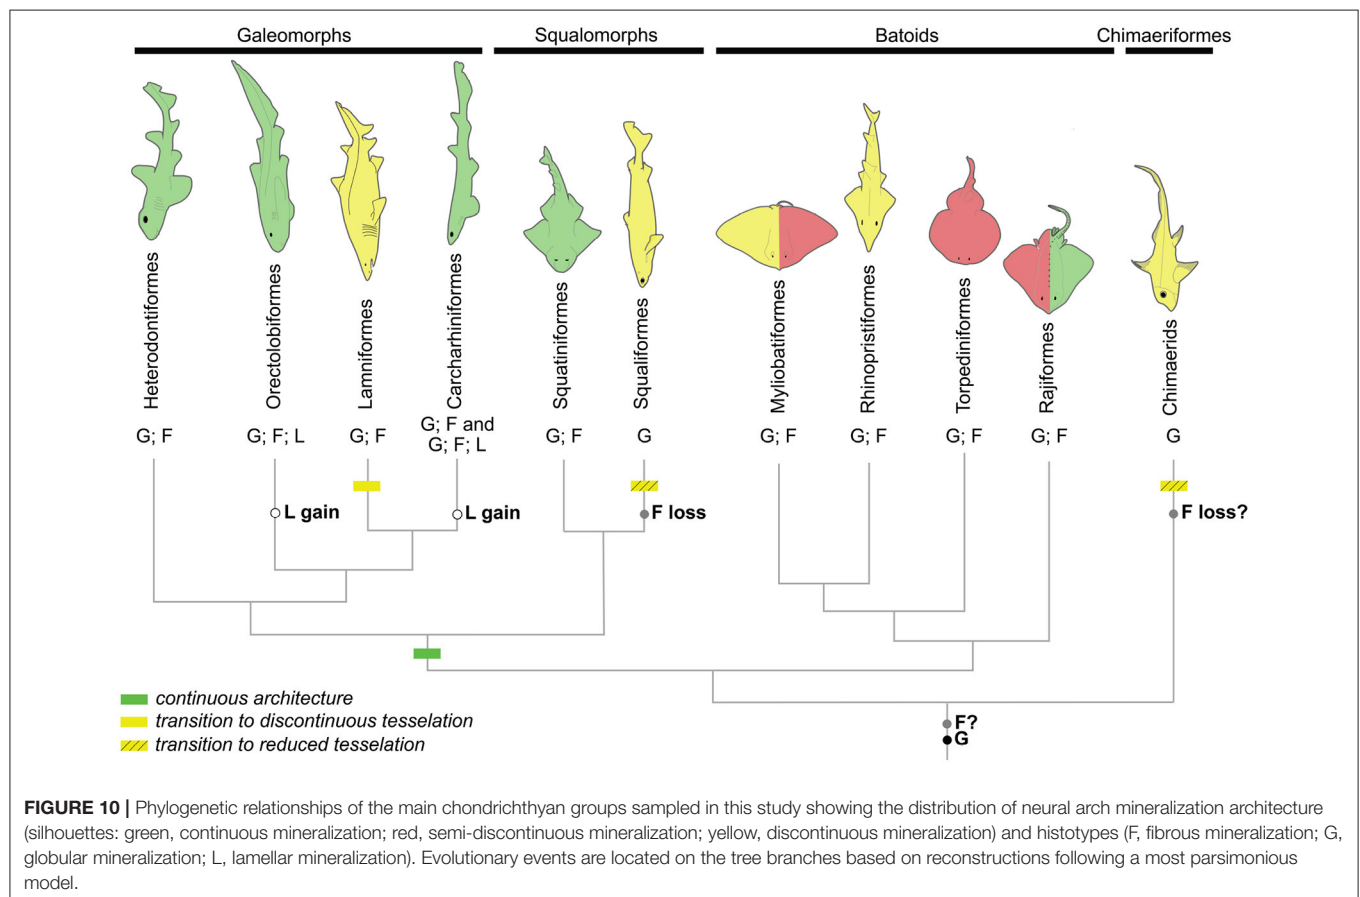 Galeomorphs
Squalomorphs
Batoids
Chimaeriformes
Heterodontiformes
Orectolobiformes
Lamniformes
Carcharhiniformes
Squatiniformes
Squaliformes
Myliobatiformes
Rhinopristiformes
Torpediniformes
Rajiformes
Chimaerids
G; F
G; F; L
G; F
G; F and
G; F; L
G; F
G
G; F
G; F
G; F
G; F
G
L gain
L gain
F loss
F loss?
continuous architecture
transition to discontinuous tesselation
transition to reduced tesselation
F?
G
FIGURE 10 | Phylogenetic relationships of the main chondrichthyan groups sampled in this study showing the distribution of neural arch mineralization architecture
(silhouettes: green, continuous mineralization; red, semi-discontinuous mineralization; yellow, discontinuous mineralization) and histotypes (F, fibrous mineralization; G,
globular mineralization; L, lamellar mineralization). Evolutionary events are located on the tree branches based on reconstructions following a most parsimonious
model.